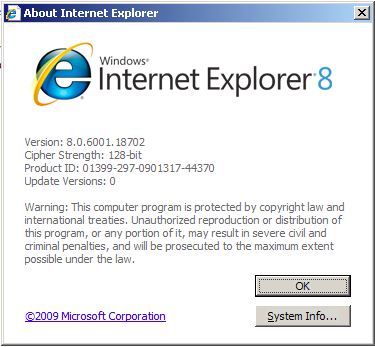 About Internet Explorer
Windows®
Internet Explorer 8
Version: 8.0.6001.18702
Cipher Strength: 128-bit
Product ID: 01399-297-0901317-44370
Update Versions: 0
Warning: This computer program is protected by copyright law and
international treaties. Unauthorized reproduction or distribution of
this program, or any portion of it, may result in severe civil and
criminal penalties, and will be prosecuted to the maximum extent
possible under the law.
OK
©2009 Microsoft Corporation
System Info...